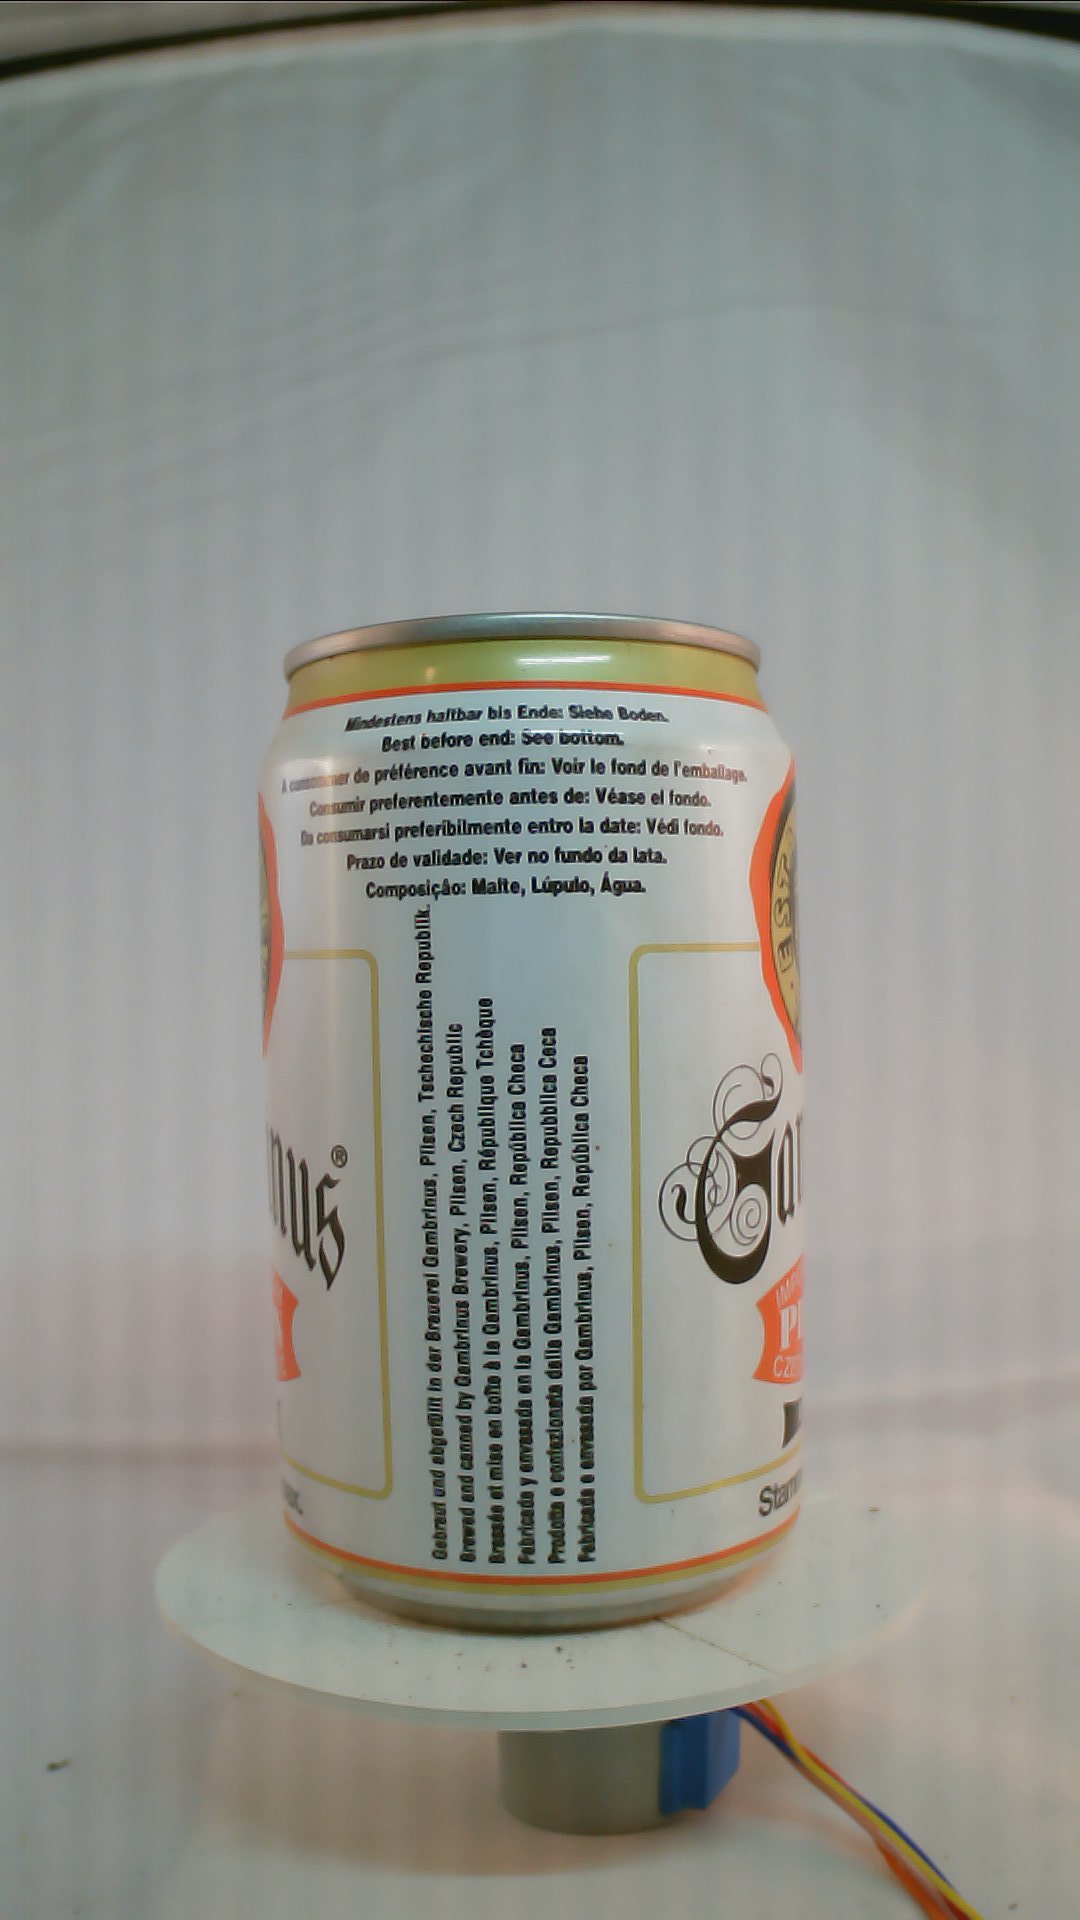 Mindestens haltbar bis Ende: Siehe Boden.
Best before end: See bottom.
A consommer de préférence avant fin: Voir le fond de l'emballage.
Consumir preferentemente antes de: Véase el fondo.
Da consumarsi preferibilmente entro la date: Védi fondo.
Prazo de validade: Ver no fundo da lata.
Composição: Malte, Lúpulo, Água.
Gebraut und abgefüllt in der Brauerei Gambrinus, Pilsen, Tschechische Republik.
Brewed and canned by Gambrinus Brewery, Pilsen, Czech Republic
Brassée et mise en boîte à la Gambrinus, Pilsen, République Tchèque
Fabricada y envasada en la Gambrinus, Pilsen, República Checa
Prodotta e confezionata dalla Gambrinus, Pilsen, Repubblica Ceca
Fabricada e envasada por Gambrinus, Pilsen, República Checa
nus®
Ga
IMP
P
CZE
Stam